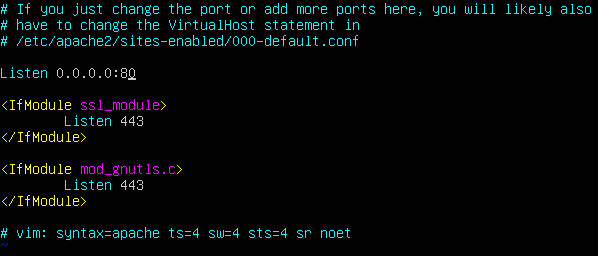 # If you just change the port or add more ports here, you will likely also
# have to change the VirtualHost statement in
# /etc/apache2/sites-enabled/000-default.conf
Listen 0.0.0.0:80
<IfModule ssl_module>
Listen 443
</IfModule>
<IfModule mod_gnutls.c>
Listen 443
</IfModule>
# vim: syntax=apache ts=4 sw=4 sts=4 sr noet
~